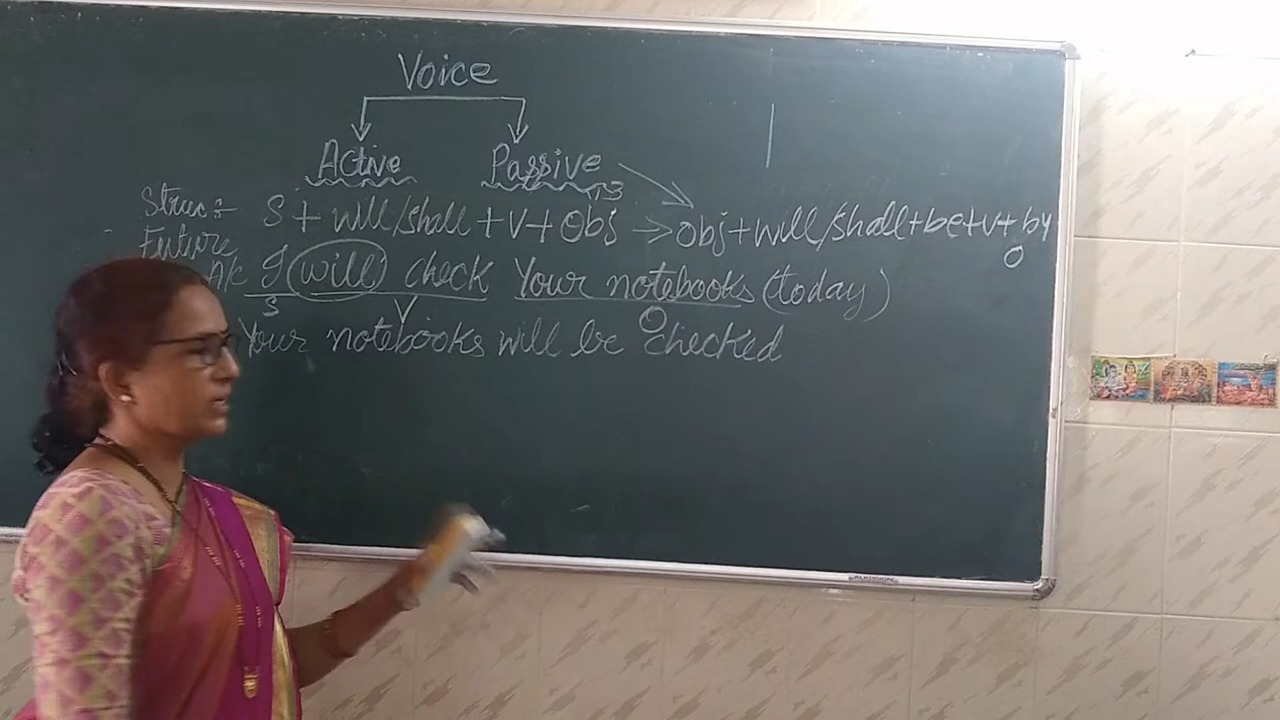 Voice
Active Passive
Struc:- S + will/shall + V + Obj → obj + will/shall + be + v + by
Future
O
A/c I will check Your notebooks (today)
S V O
Your notebooks will be checked